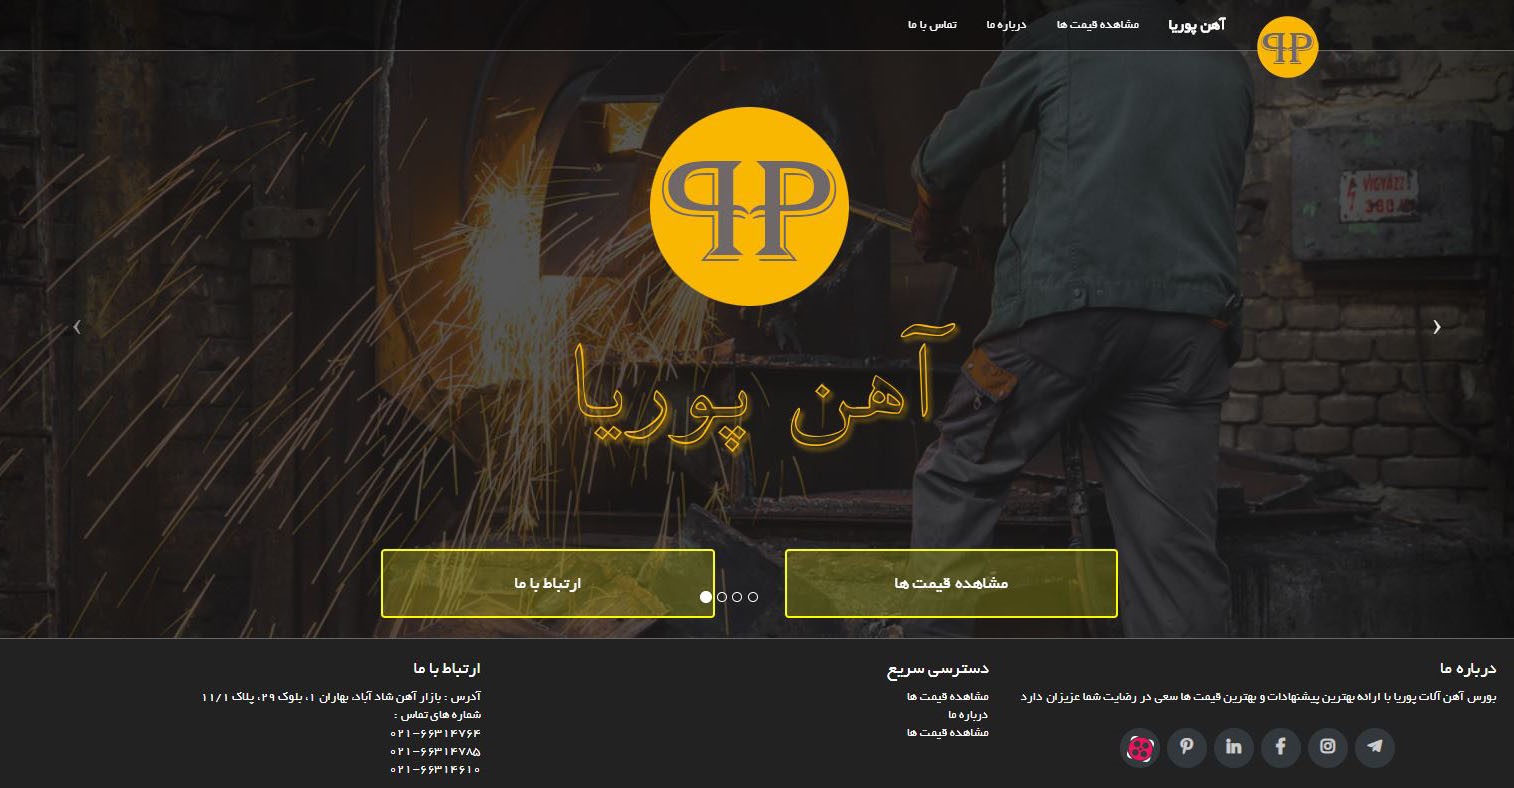 آهن پوریا
مشاهده قیمت ها
درباره ما
تماس با ما
PP
PP
VIGYÁZZ!
آهن پوریا
مشاهده قیمت ها
ارتباط با ما
درباره ما
بورس آهن آلات پوریا با ارائه بهترین پیشنهادات و بهترین قیمت ها سعی در رضایت شما عزیزان دارد
دسترسی سریع
مشاهده قیمت ها
درباره ما
مشاهده قیمت ها
ارتباط با ما
آدرس : بازار آهن شاد آباد، بهاران ۱، بلوک ۲۹، پلاک ۱۱/۱
شماره های تماس :
۰۲۱-۶۶۳۱۴۷۶۴
۰۲۱-۶۶۳۱۴۷۸۵
۰۲۱-۶۶۳۱۴۶۱۰